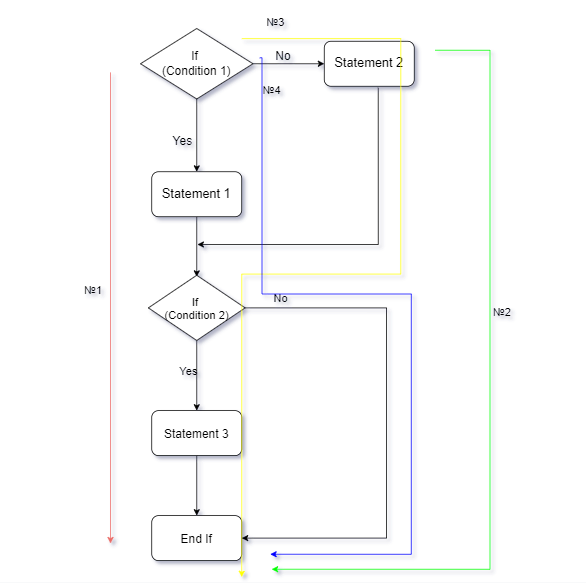 №3
If
(Condition 1)
No
Statement 2
№4
Yes
Statement 1
№1
If
(Condition 2)
No
№2
Yes
Statement 3
End If